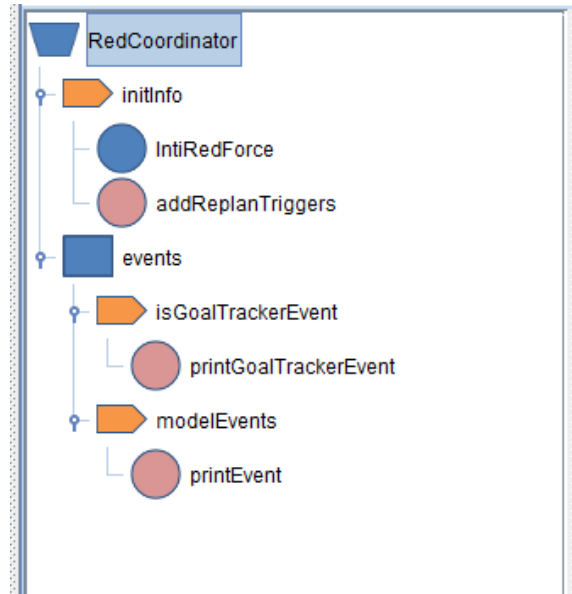 RedCoordinator
initInfo
IntiRedForce
addReplanTriggers
events
isGoalTrackerEvent
printGoalTrackerEvent
modelEvents
printEvent